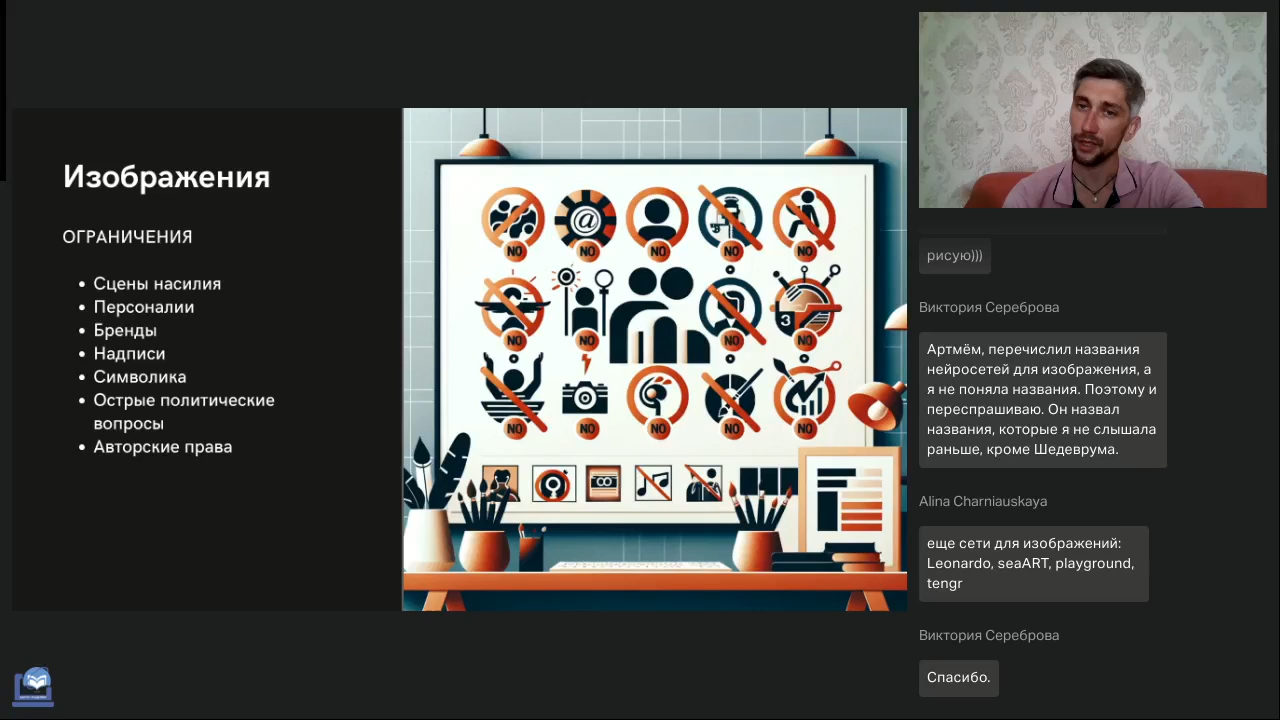 Изображения
ОГРАНИЧЕНИЯ
• Сцены насилия
• Персоналии
• Бренды
• Надписи
• Символика
• Острые политические
вопросы
• Авторские права
@
NO
NO
NO
NO
NO
3
NO
NO
NO
NO
NO
NO
NO
NO
NO
рисую)))
Виктория Сереброва
Артмём, перечислил названия
нейросетей для изображения, а
я не поняла названия. Поэтому и
переспрашиваю. Он назвал
названия, которые я не слышала
раньше, кроме Шедеврума.
Alina Charniauskaya
еще сети для изображений:
Leonardo, seaART, playground,
tengr
Виктория Сереброва
Спасибо.